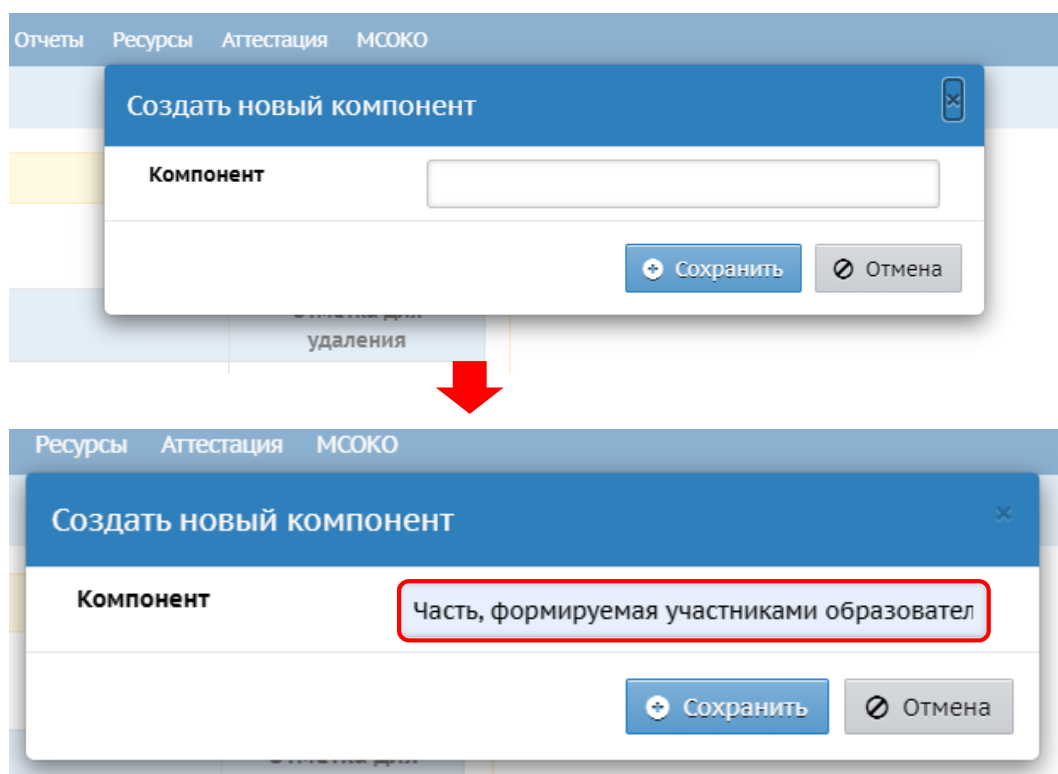 Отчеты Ресурсы Аттестация МСОКО
Создать новый компонент
Компонент
Сохранить Отмена
удаления
Ресурсы Аттестация МСОКО
Создать новый компонент
Компонент Часть, формируемая участниками образовател
Сохранить Отмена